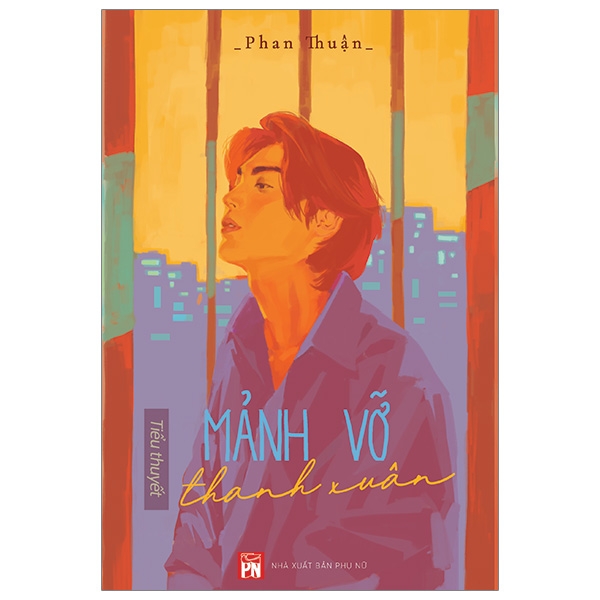 _Phan Thuận_
Tiểu thuyết
MẢNH VỠ
thanh xuân
PN
NHÀ XUẤT BẢN PHỤ NỮ